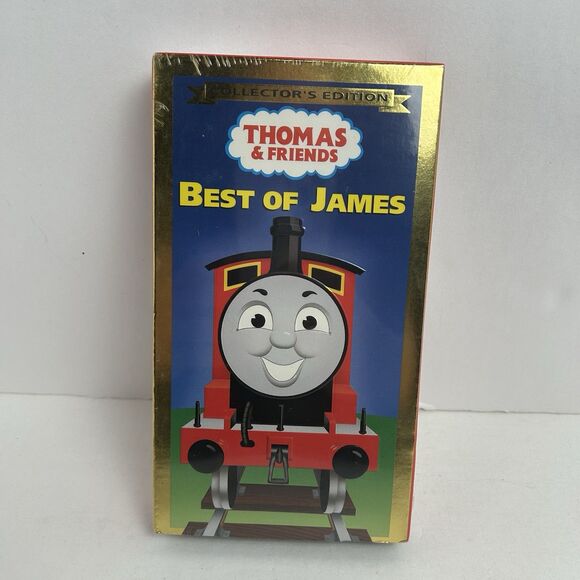 COLLECTOR'S EDITION
THOMAS
& FRIENDS
BEST OF JAMES